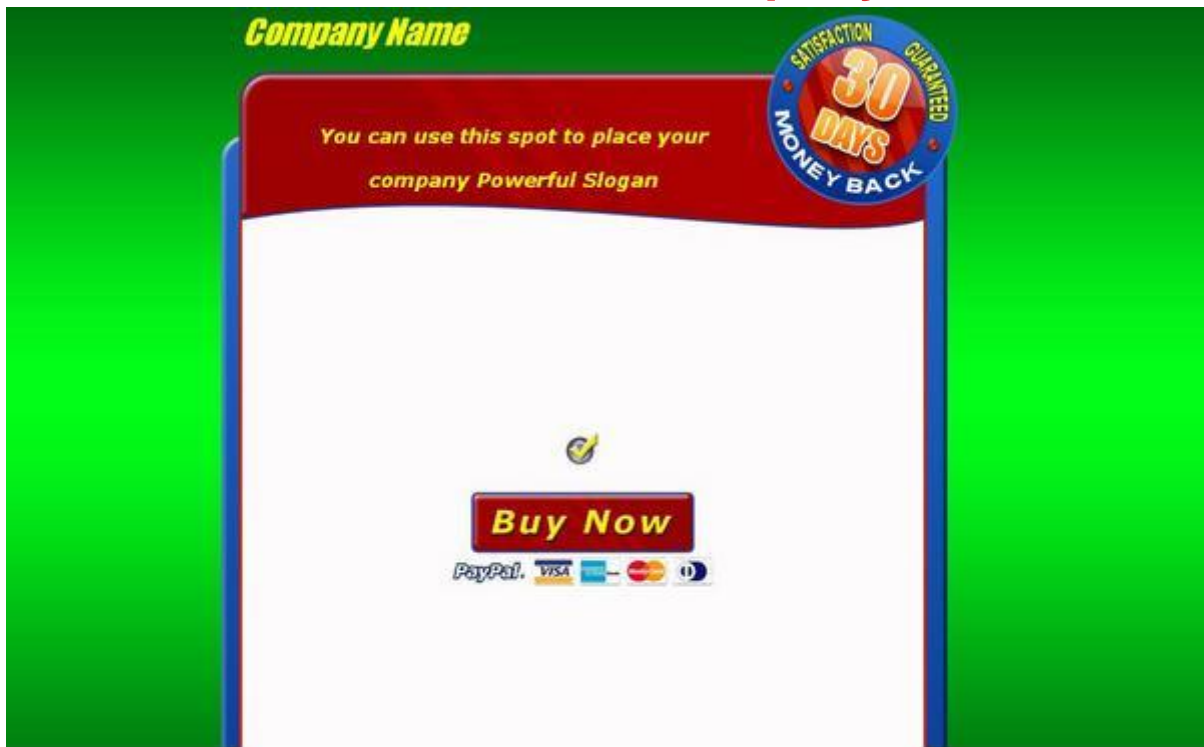 Company Name
SATISFACTION GUARANTEED
30
DAYS
MONEY BACK
You can use this spot to place your
company Powerful Slogan
Buy Now
PayPal. VISA